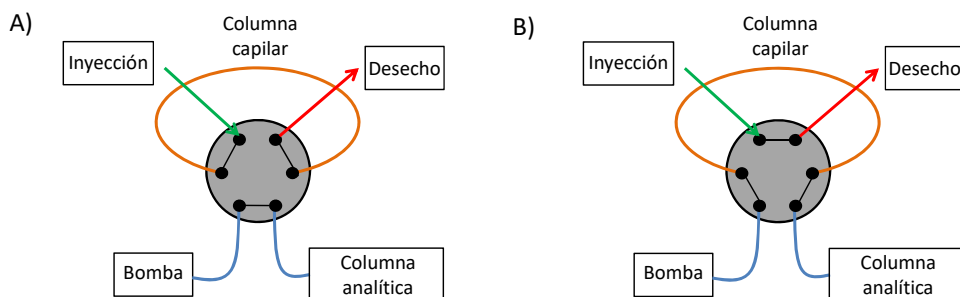 A)
Columna
capilar
Inyección
Desecho
Bomba
Columna
analítica
B)
Columna
capilar
Inyección
Desecho
Bomba
Columna
analítica